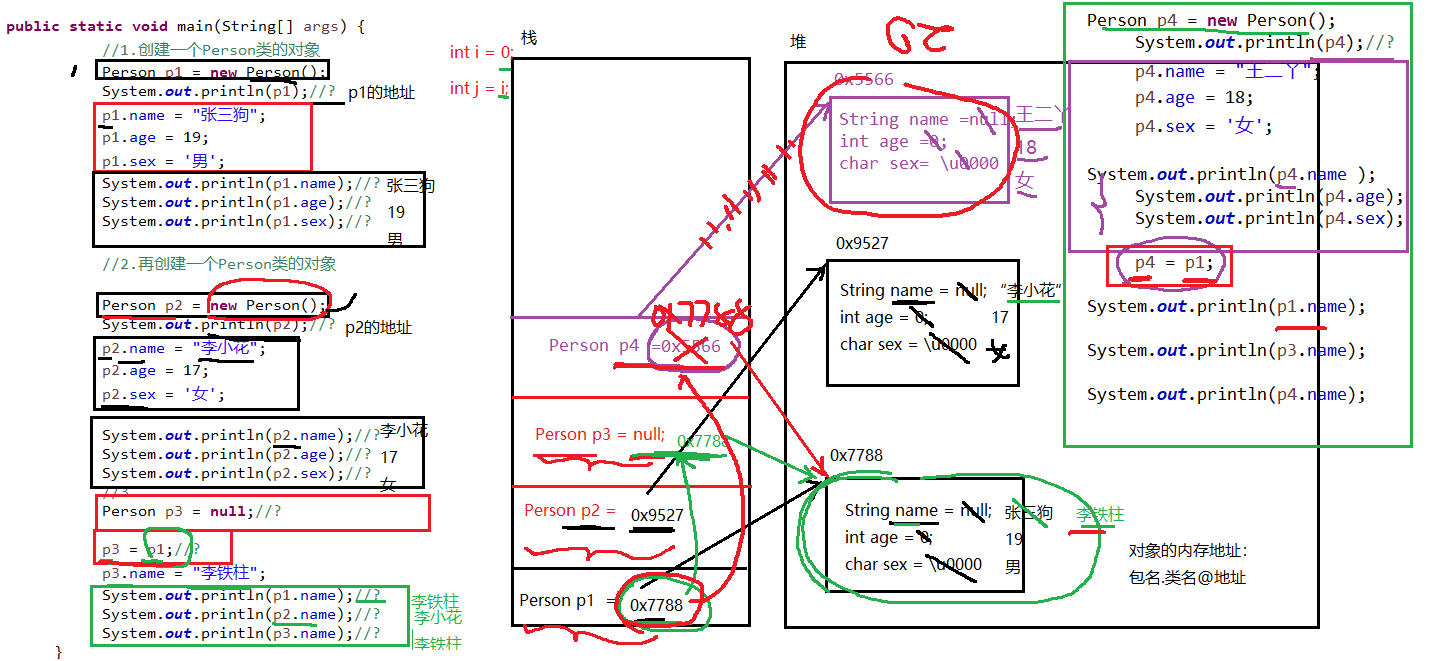 public static void main(String[] args) {
//1.创建一个Person类的对象
Person p1 = new Person();
System.out.println(p1);//? p1的地址
p1.name = "张三狗";
p1.age = 19;
p1.sex = '男';
System.out.println(p1.name);//? 张三狗
System.out.println(p1.age);//? 19
System.out.println(p1.sex);//? 男
//2.再创建一个Person类的对象
Person p2 = new Person();
System.out.println(p2);//? p2的地址
p2.name = "李小花";
p2.age = 17;
p2.sex = '女';
System.out.println(p2.name);//? 李小花
System.out.println(p2.age);//? 17
System.out.println(p2.sex);//? 女
Person p3 = null;//?
p3 = p1;//?
p3.name = "李铁柱";
System.out.println(p1.name);//? 李铁柱
System.out.println(p2.name);//? 李小花
System.out.println(p3.name);//? 李铁柱
}
int i = 0;
int j = i;
栈
0x7788
Person p4 =0x5566
Person p3 = null; 0x7788
Person p2 = 0x9527
Person p1 = 0x7788
堆
0x5566
String name =null; 王二丫
int age =0; 18
char sex= \u0000 女
0x9527
String name = null; “李小花”
int age = 0; 17
char sex = \u0000 女
0x7788
String name = null; 张三狗 李铁柱
int age = 0; 19
char sex = \u0000 男
对象的内存地址：
包名.类名@地址
Person p4 = new Person();
System.out.println(p4);//?
p4.name = "王二丫";
p4.age = 18;
p4.sex = '女';
System.out.println(p4.name );
System.out.println(p4.age);
System.out.println(p4.sex);
p4 = p1;
System.out.println(p1.name);
System.out.println(p3.name);
System.out.println(p4.name);